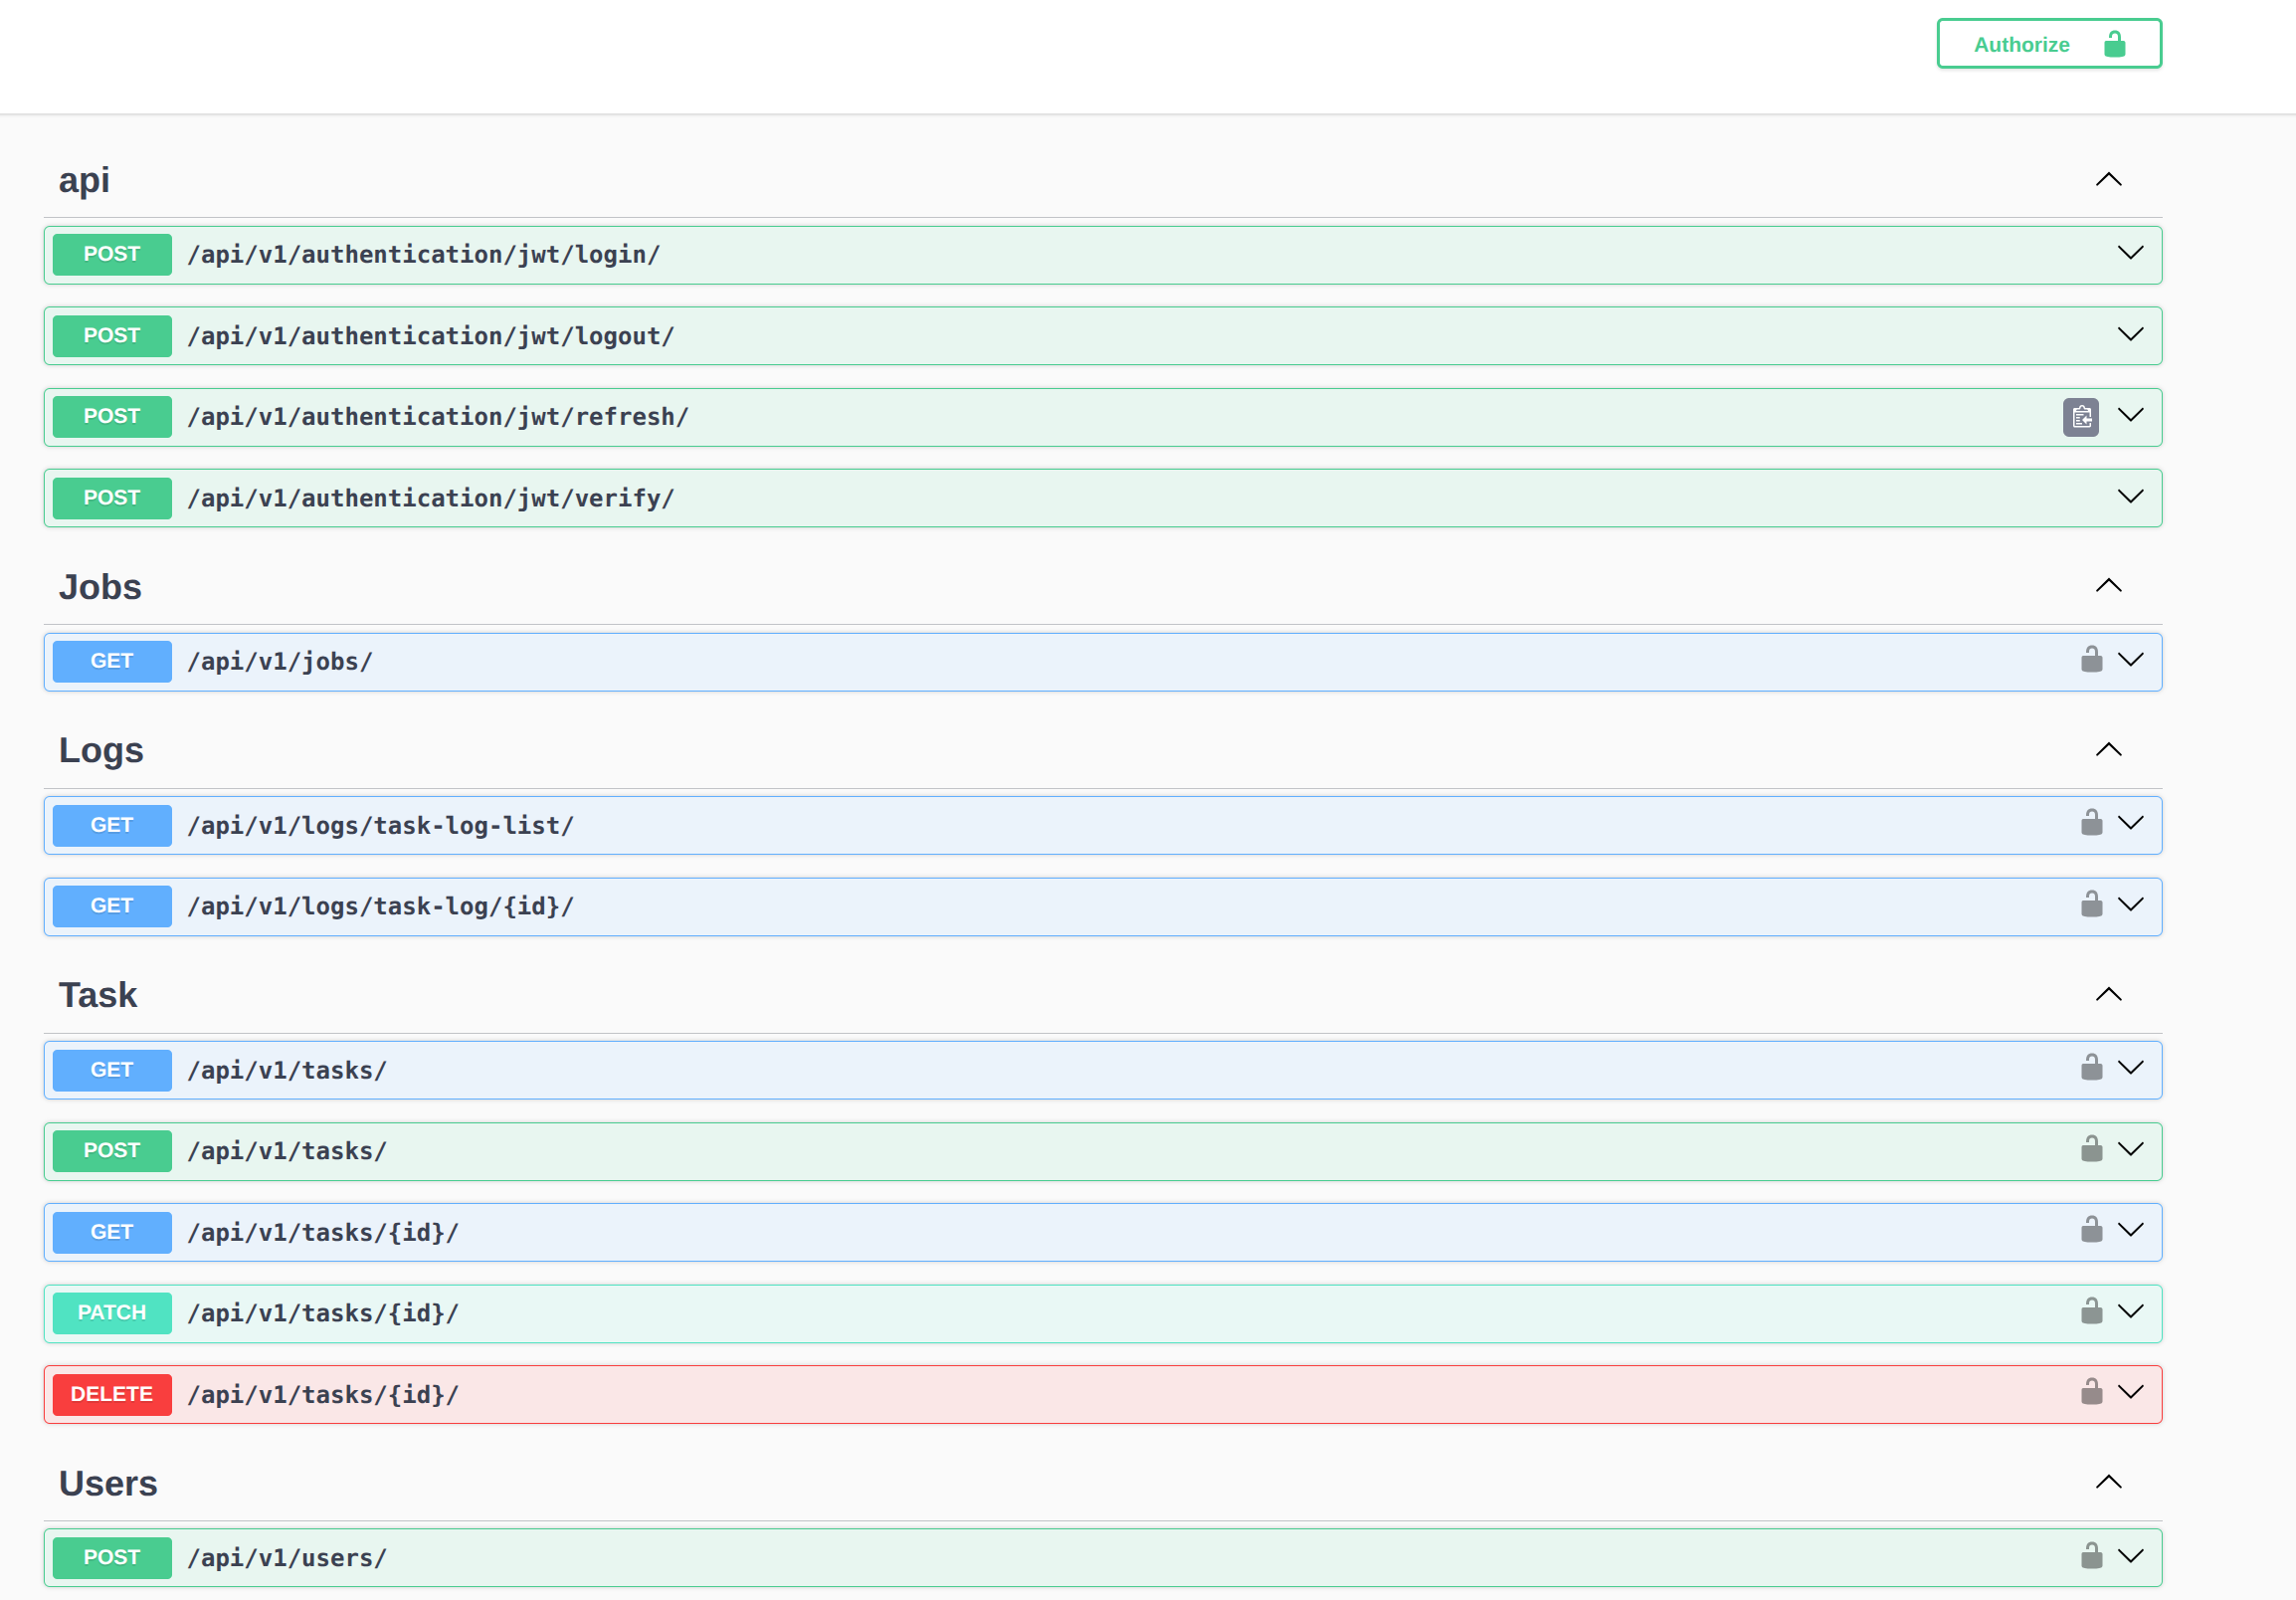 Authorize
api
POST /api/v1/authentication/jwt/login/
POST /api/v1/authentication/jwt/logout/
POST /api/v1/authentication/jwt/refresh/
POST /api/v1/authentication/jwt/verify/
Jobs
GET /api/v1/jobs/
Logs
GET /api/v1/logs/task-log-list/
GET /api/v1/logs/task-log/{id}/
Task
GET /api/v1/tasks/
POST /api/v1/tasks/
GET /api/v1/tasks/{id}/
PATCH /api/v1/tasks/{id}/
DELETE /api/v1/tasks/{id}/
Users
POST /api/v1/users/